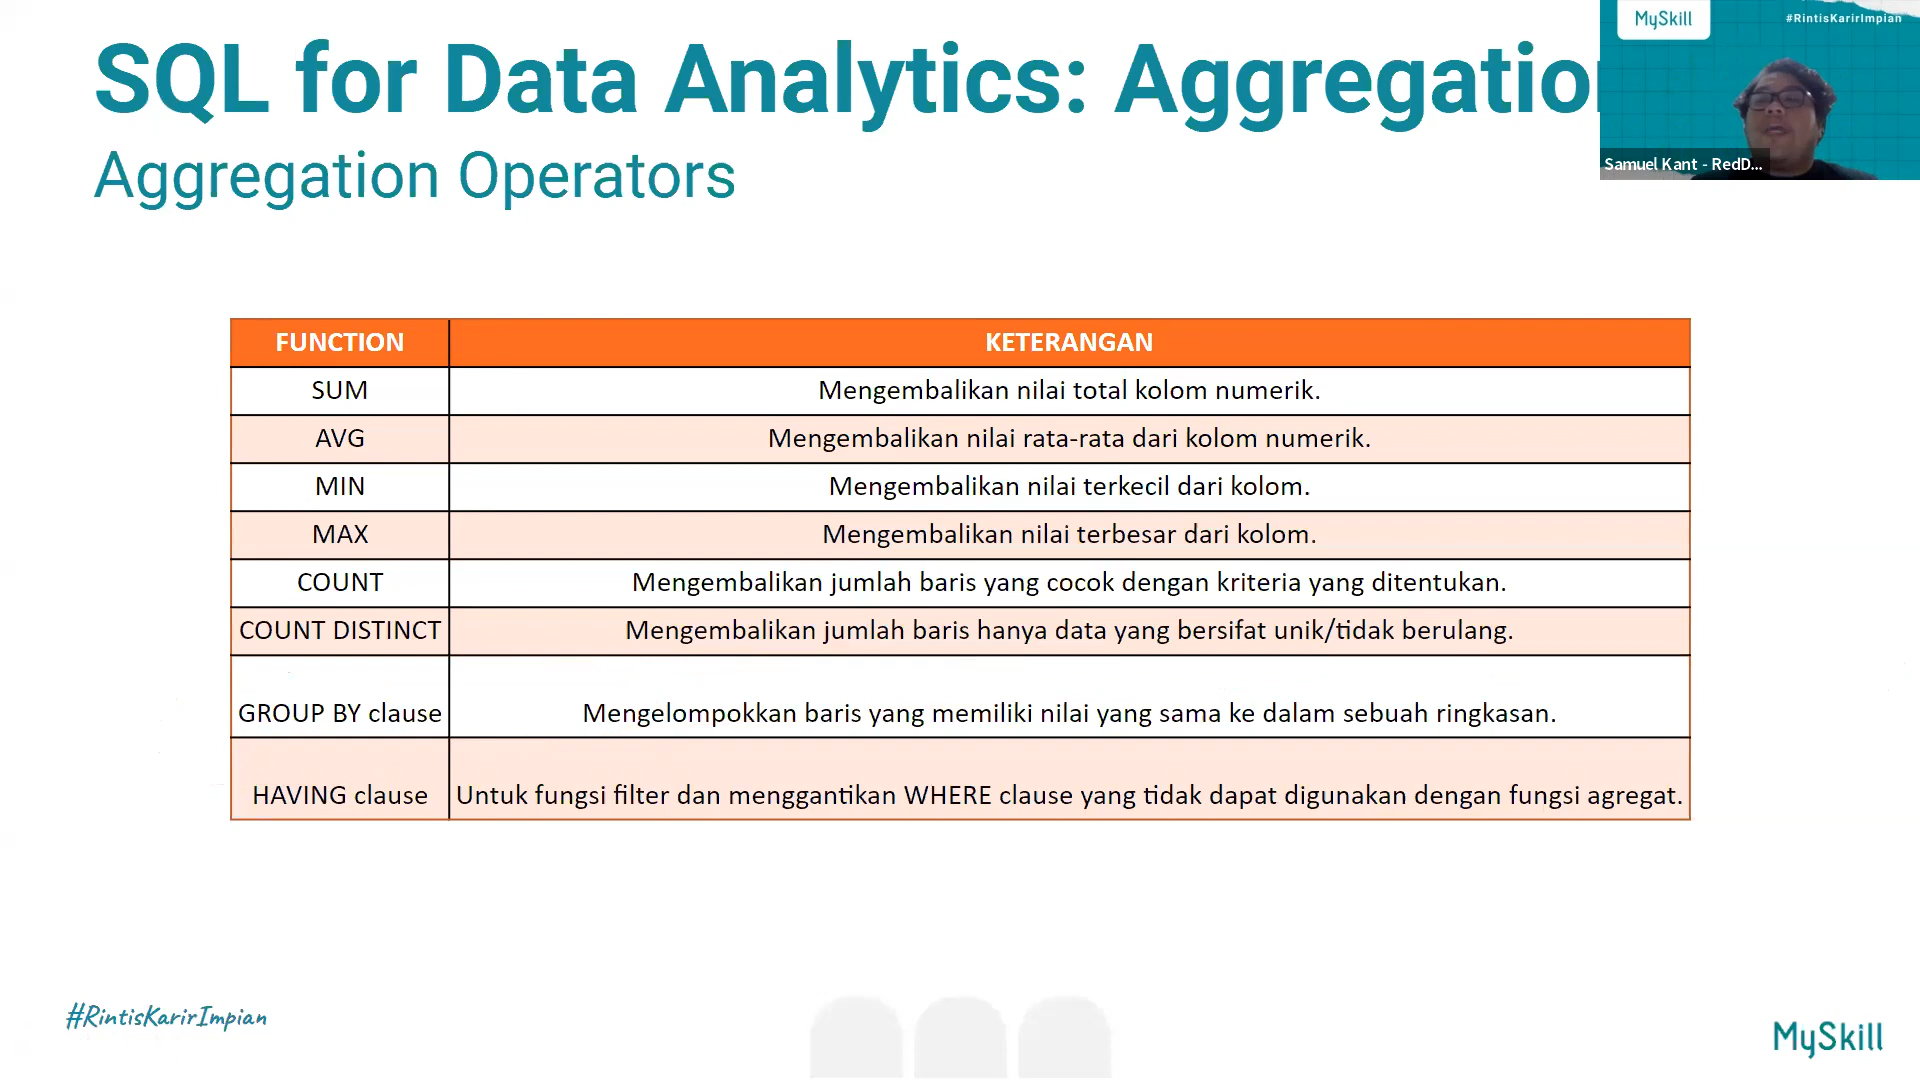 SQL for Data Analytics: Aggregatio
Aggregation Operators
MySkill
#RintisKarirImpian
Samuel Kant - RedD...
FUNCTION KETERANGAN
SUM Mengembalikan nilai total kolom numerik.
AVG Mengembalikan nilai rata-rata dari kolom numerik.
MIN Mengembalikan nilai terkecil dari kolom.
MAX Mengembalikan nilai terbesar dari kolom.
COUNT Mengembalikan jumlah baris yang cocok dengan kriteria yang ditentukan.
COUNT DISTINCT Mengembalikan jumlah baris hanya data yang bersifat unik/tidak berulang.
GROUP BY clause Mengelompokkan baris yang memiliki nilai yang sama ke dalam sebuah ringkasan.
HAVING clause Untuk fungsi filter dan menggantikan WHERE clause yang tidak dapat digunakan dengan fungsi agregat.
#RintisKarirImpian
MySkill